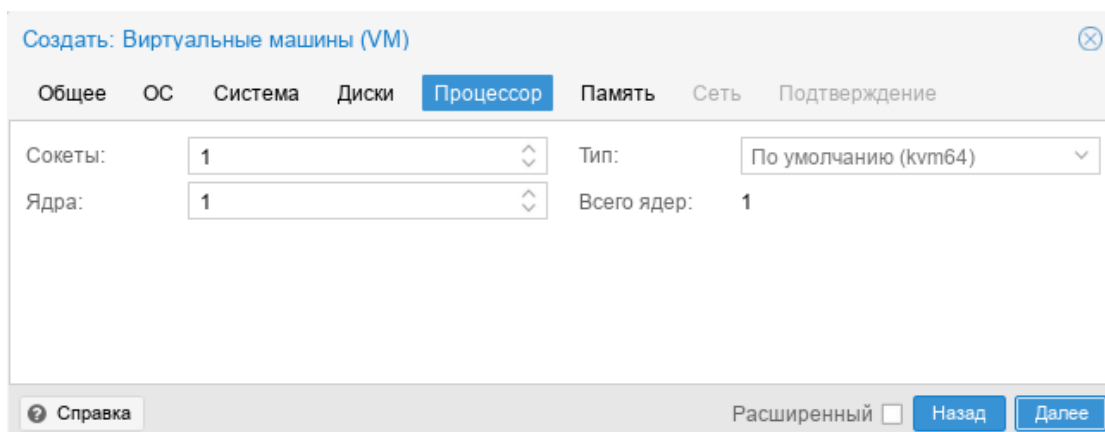 Создать: Виртуальные машины (VM)
Общее ОС Система Диски Процессор Память Сеть Подтверждение
Сокеты: 1 Тип: По умолчанию (kvm64)
Ядра: 1 Всего ядер: 1
Справка Расширенный Назад Далее